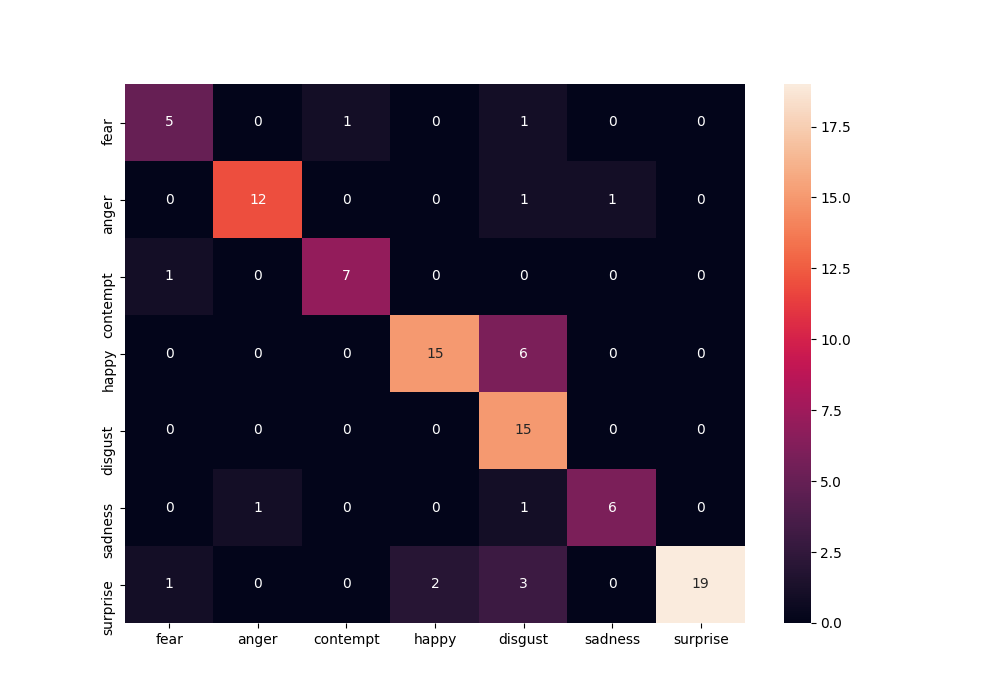 fear 5 0 1 0 1 0 0
anger 0 12 0 0 1 1 0
contempt 1 0 7 0 0 0 0
happy 0 0 0 15 6 0 0
disgust 0 0 0 0 15 0 0
sadness 0 1 0 0 1 6 0
surprise 1 0 0 2 3 0 19
fear anger contempt happy disgust sadness surprise
17.5
15.0
12.5
10.0
7.5
5.0
2.5
0.0